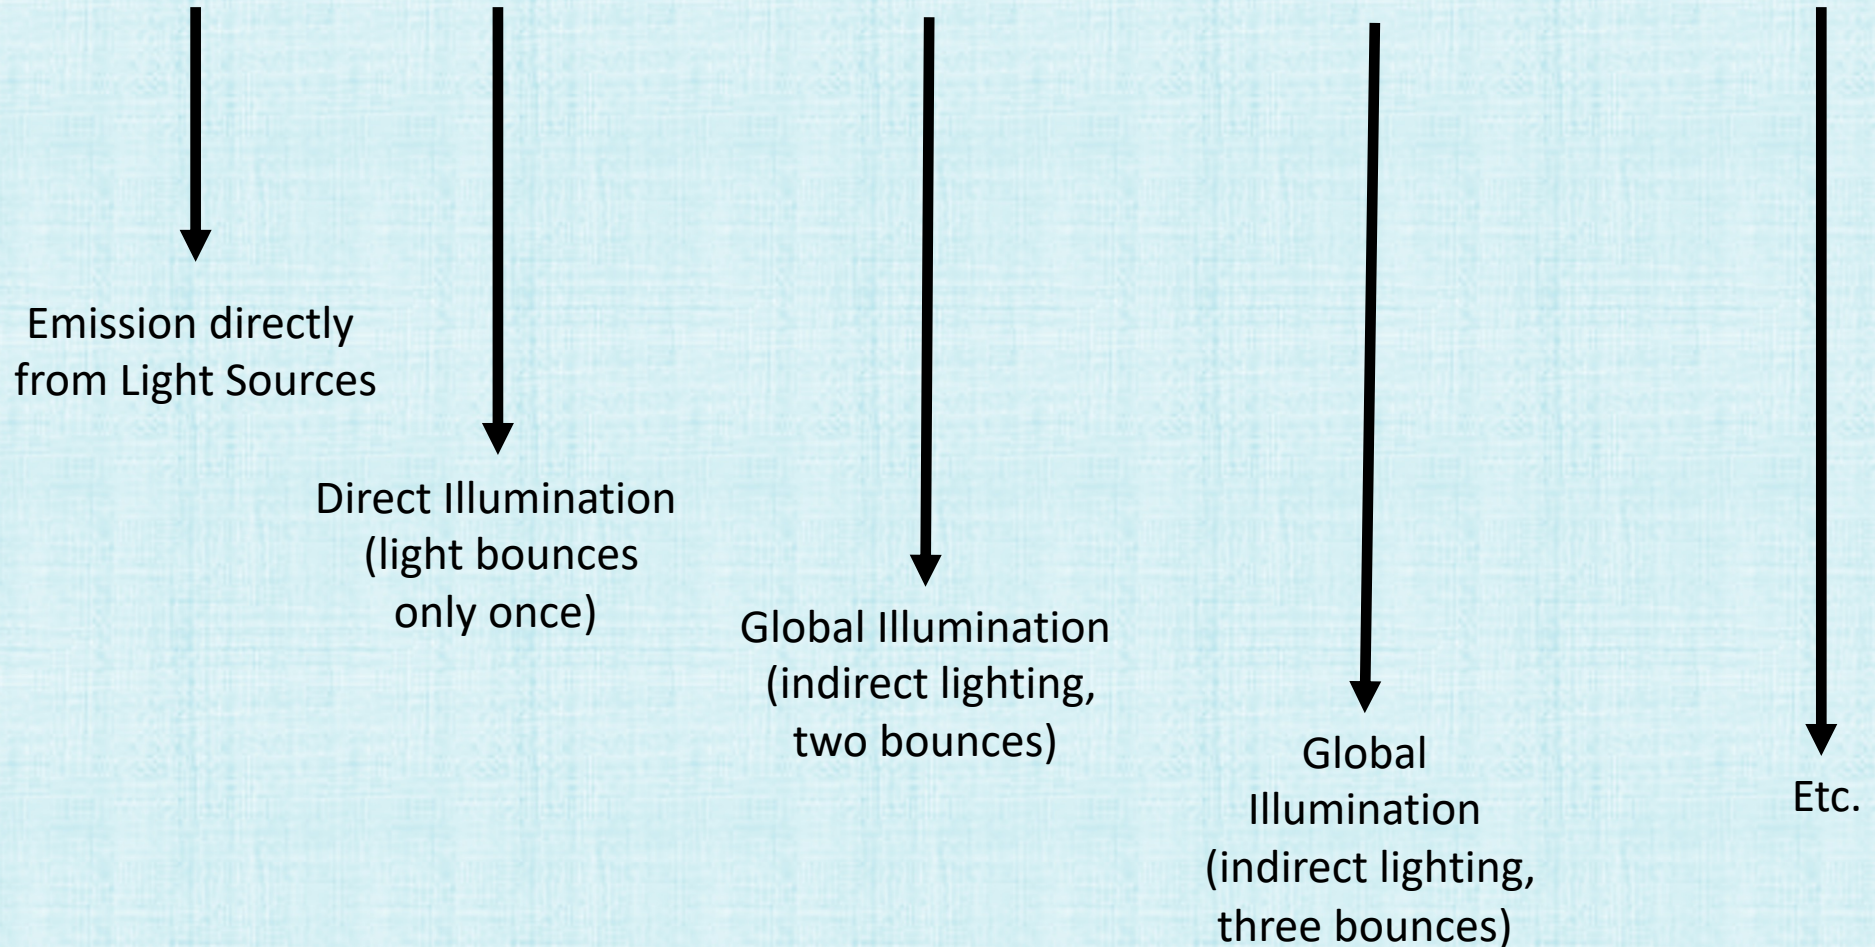 Emission directly
from Light Sources
Direct Illumination
(light bounces
only once)
Global Illumination
(indirect lighting,
two bounces)
Global
Illumination
(indirect lighting,
three bounces)
Etc.